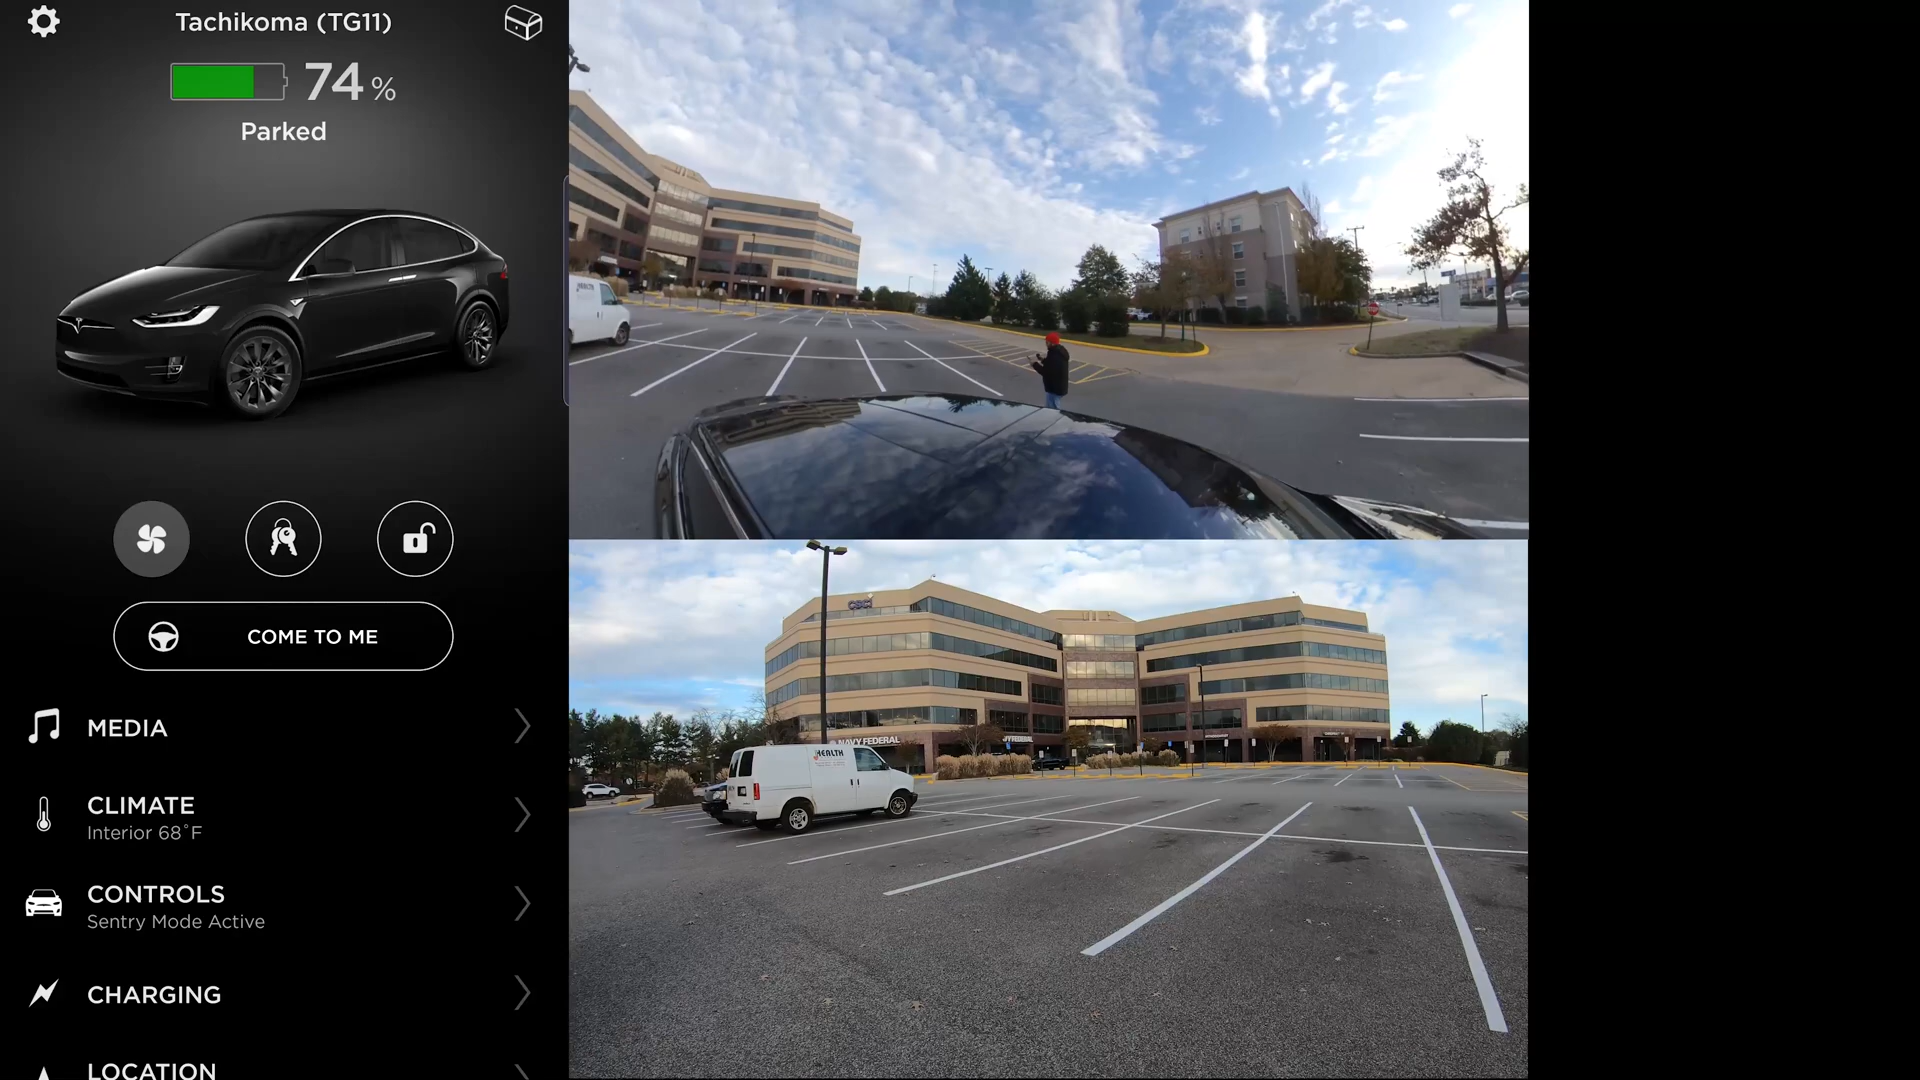 Tachikoma (TG11)
74 %
Parked
COME TO ME
MEDIA
CLIMATE
Interior 68°F
CONTROLS
Sentry Mode Active
CHARGING
LOCATION
HEALTH
NAVY FEDERAL
HEALTH